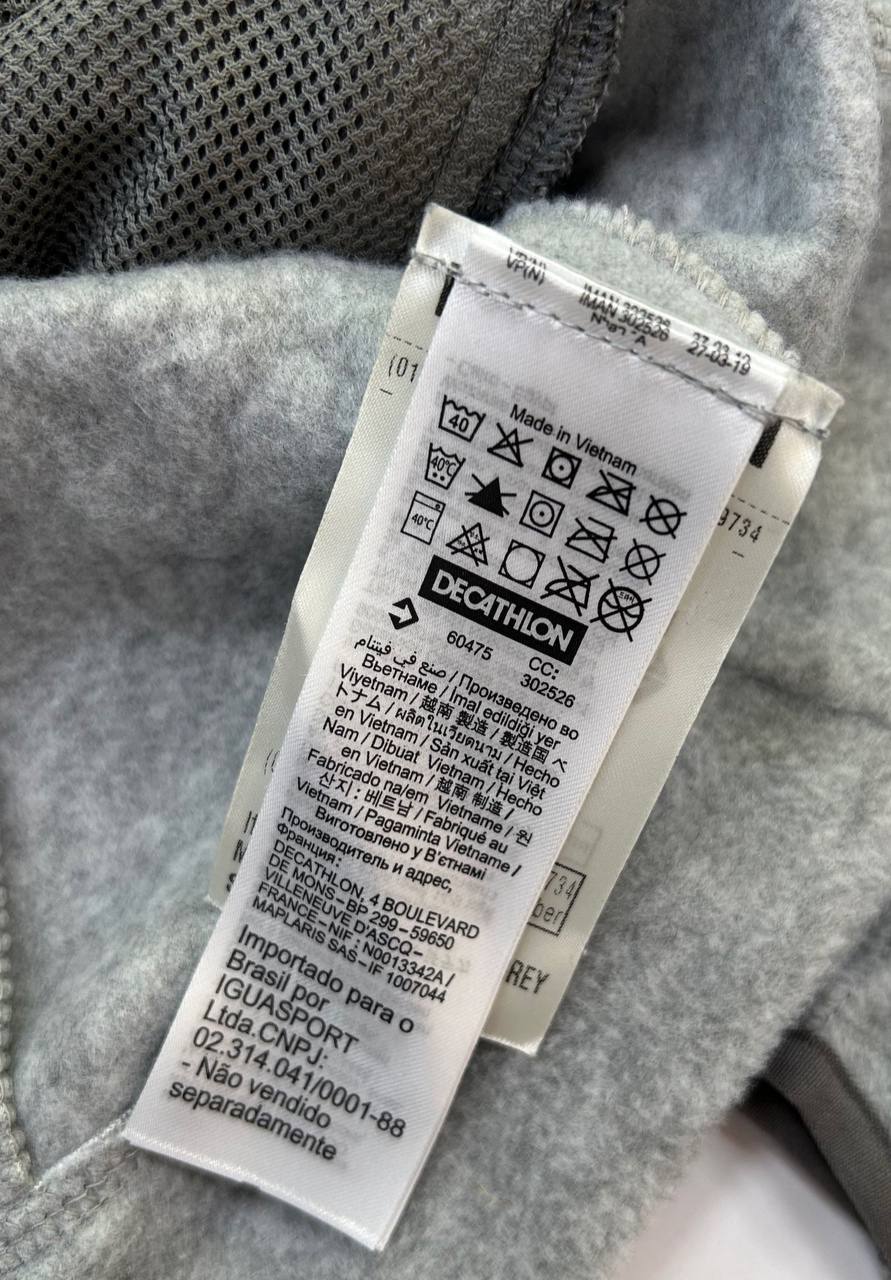 VP(N)
IMAN 302526
N°87 A
27-03-19
(01
9734
Made in Vietnam
40
40°C
40°C
DECATHLON
60475 CC:
302526
صنع في فيتنام / Произведено во
Вьетнаме / Imal edildiği yer
Viyetnam / 越南 製造 / 製造国 ベ
トナム / ผลิตในเวียดนาม / Hecho
en Vietnam / Sản xuất tại Việt
Nam / Dibuat Vietnam / Hecho
en Vietnam / 越南 制造 /
Fabricado na/em Vietname / 원
산지 : 베트남 / Fabriqué au
Vietnam / Pagaminta Vietname /
Виготовлено у В'єтнамі
Производитель и адрес,
Франция:
DECATHLON, 4 BOULEVARD
DE MONS – BP 299 – 59650
VILLENEUVE D'ASCQ –
FRANCE – NIF : N0013342A /
MAPLARIS SAS – IF 1007044
Importado para o
Brasil por
IGUASPORT
Ltda.CNPJ:
02.314.041/0001-88
- Não vendido
separadamente
734
ber
REY